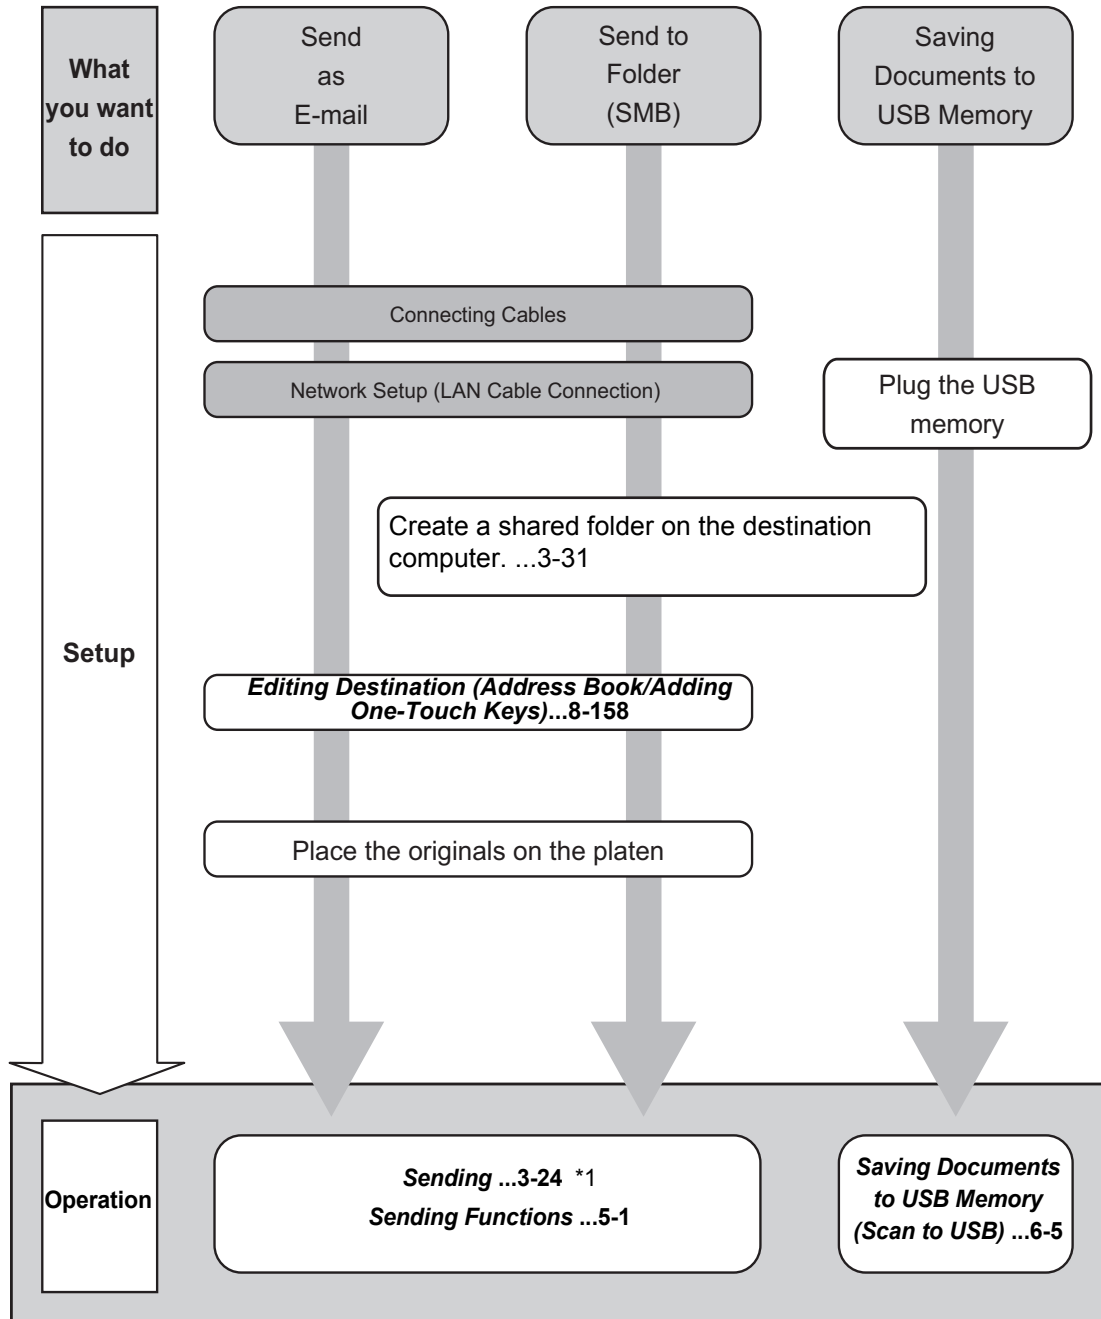 What
you want
to do
Send
as
E-mail
Send to
Folder
(SMB)
Saving
Documents to
USB Memory
Setup
Connecting Cables
Network Setup (LAN Cable Connection)
Plug the USB
memory
Create a shared folder on the destination
computer. ...3-31
Editing Destination (Address Book/Adding
One-Touch Keys)...8-158
Place the originals on the platen
Operation
Sending ...3-24 *1
Sending Functions ...5-1
Saving Documents
to USB Memory
(Scan to USB) ...6-5